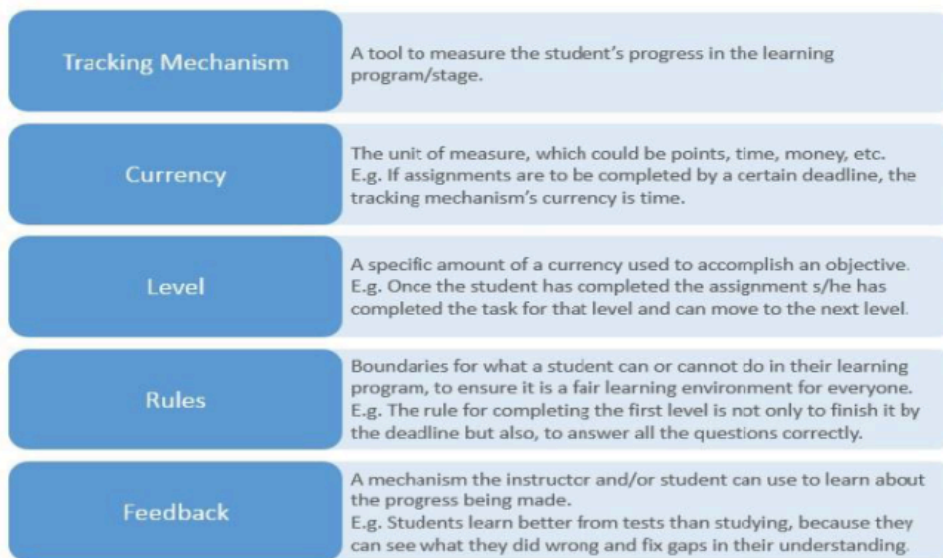 Tracking Mechanism
A tool to measure the student's progress in the learning
program/stage.
Currency
The unit of measure, which could be points, time, money, etc.
E.g. If assignments are to be completed by a certain deadline, the
tracking mechanism's currency is time.
Level
A specific amount of a currency used to accomplish an objective.
E.g. Once the student has completed the assignment s/he has
completed the task for that level and can move to the next level.
Rules
Boundaries for what a student can or cannot do in their learning
program, to ensure it is a fair learning environment for everyone.
E.g. The rule for completing the first level is not only to finish it by
the deadline but also, to answer all the questions correctly.
Feedback
A mechanism the instructor and/or student can use to learn about
the progress being made.
E.g. Students learn better from tests than studying, because they
can see what they did wrong and fix gaps in their understanding.